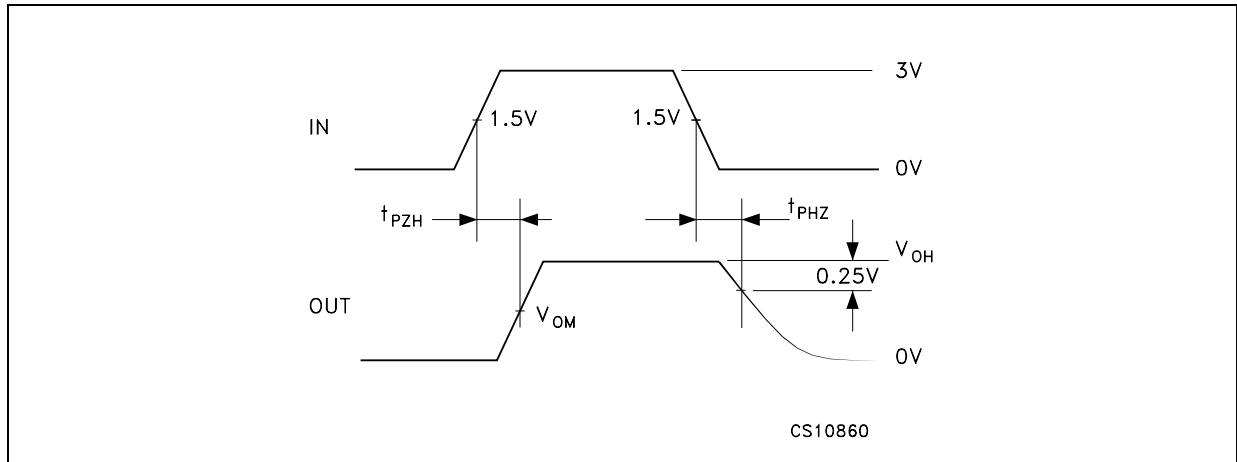 3V
1.5V 1.5V
IN
0V
tPZH tPHZ
VOH
0.25V
OUT VOM
0V
CS10860